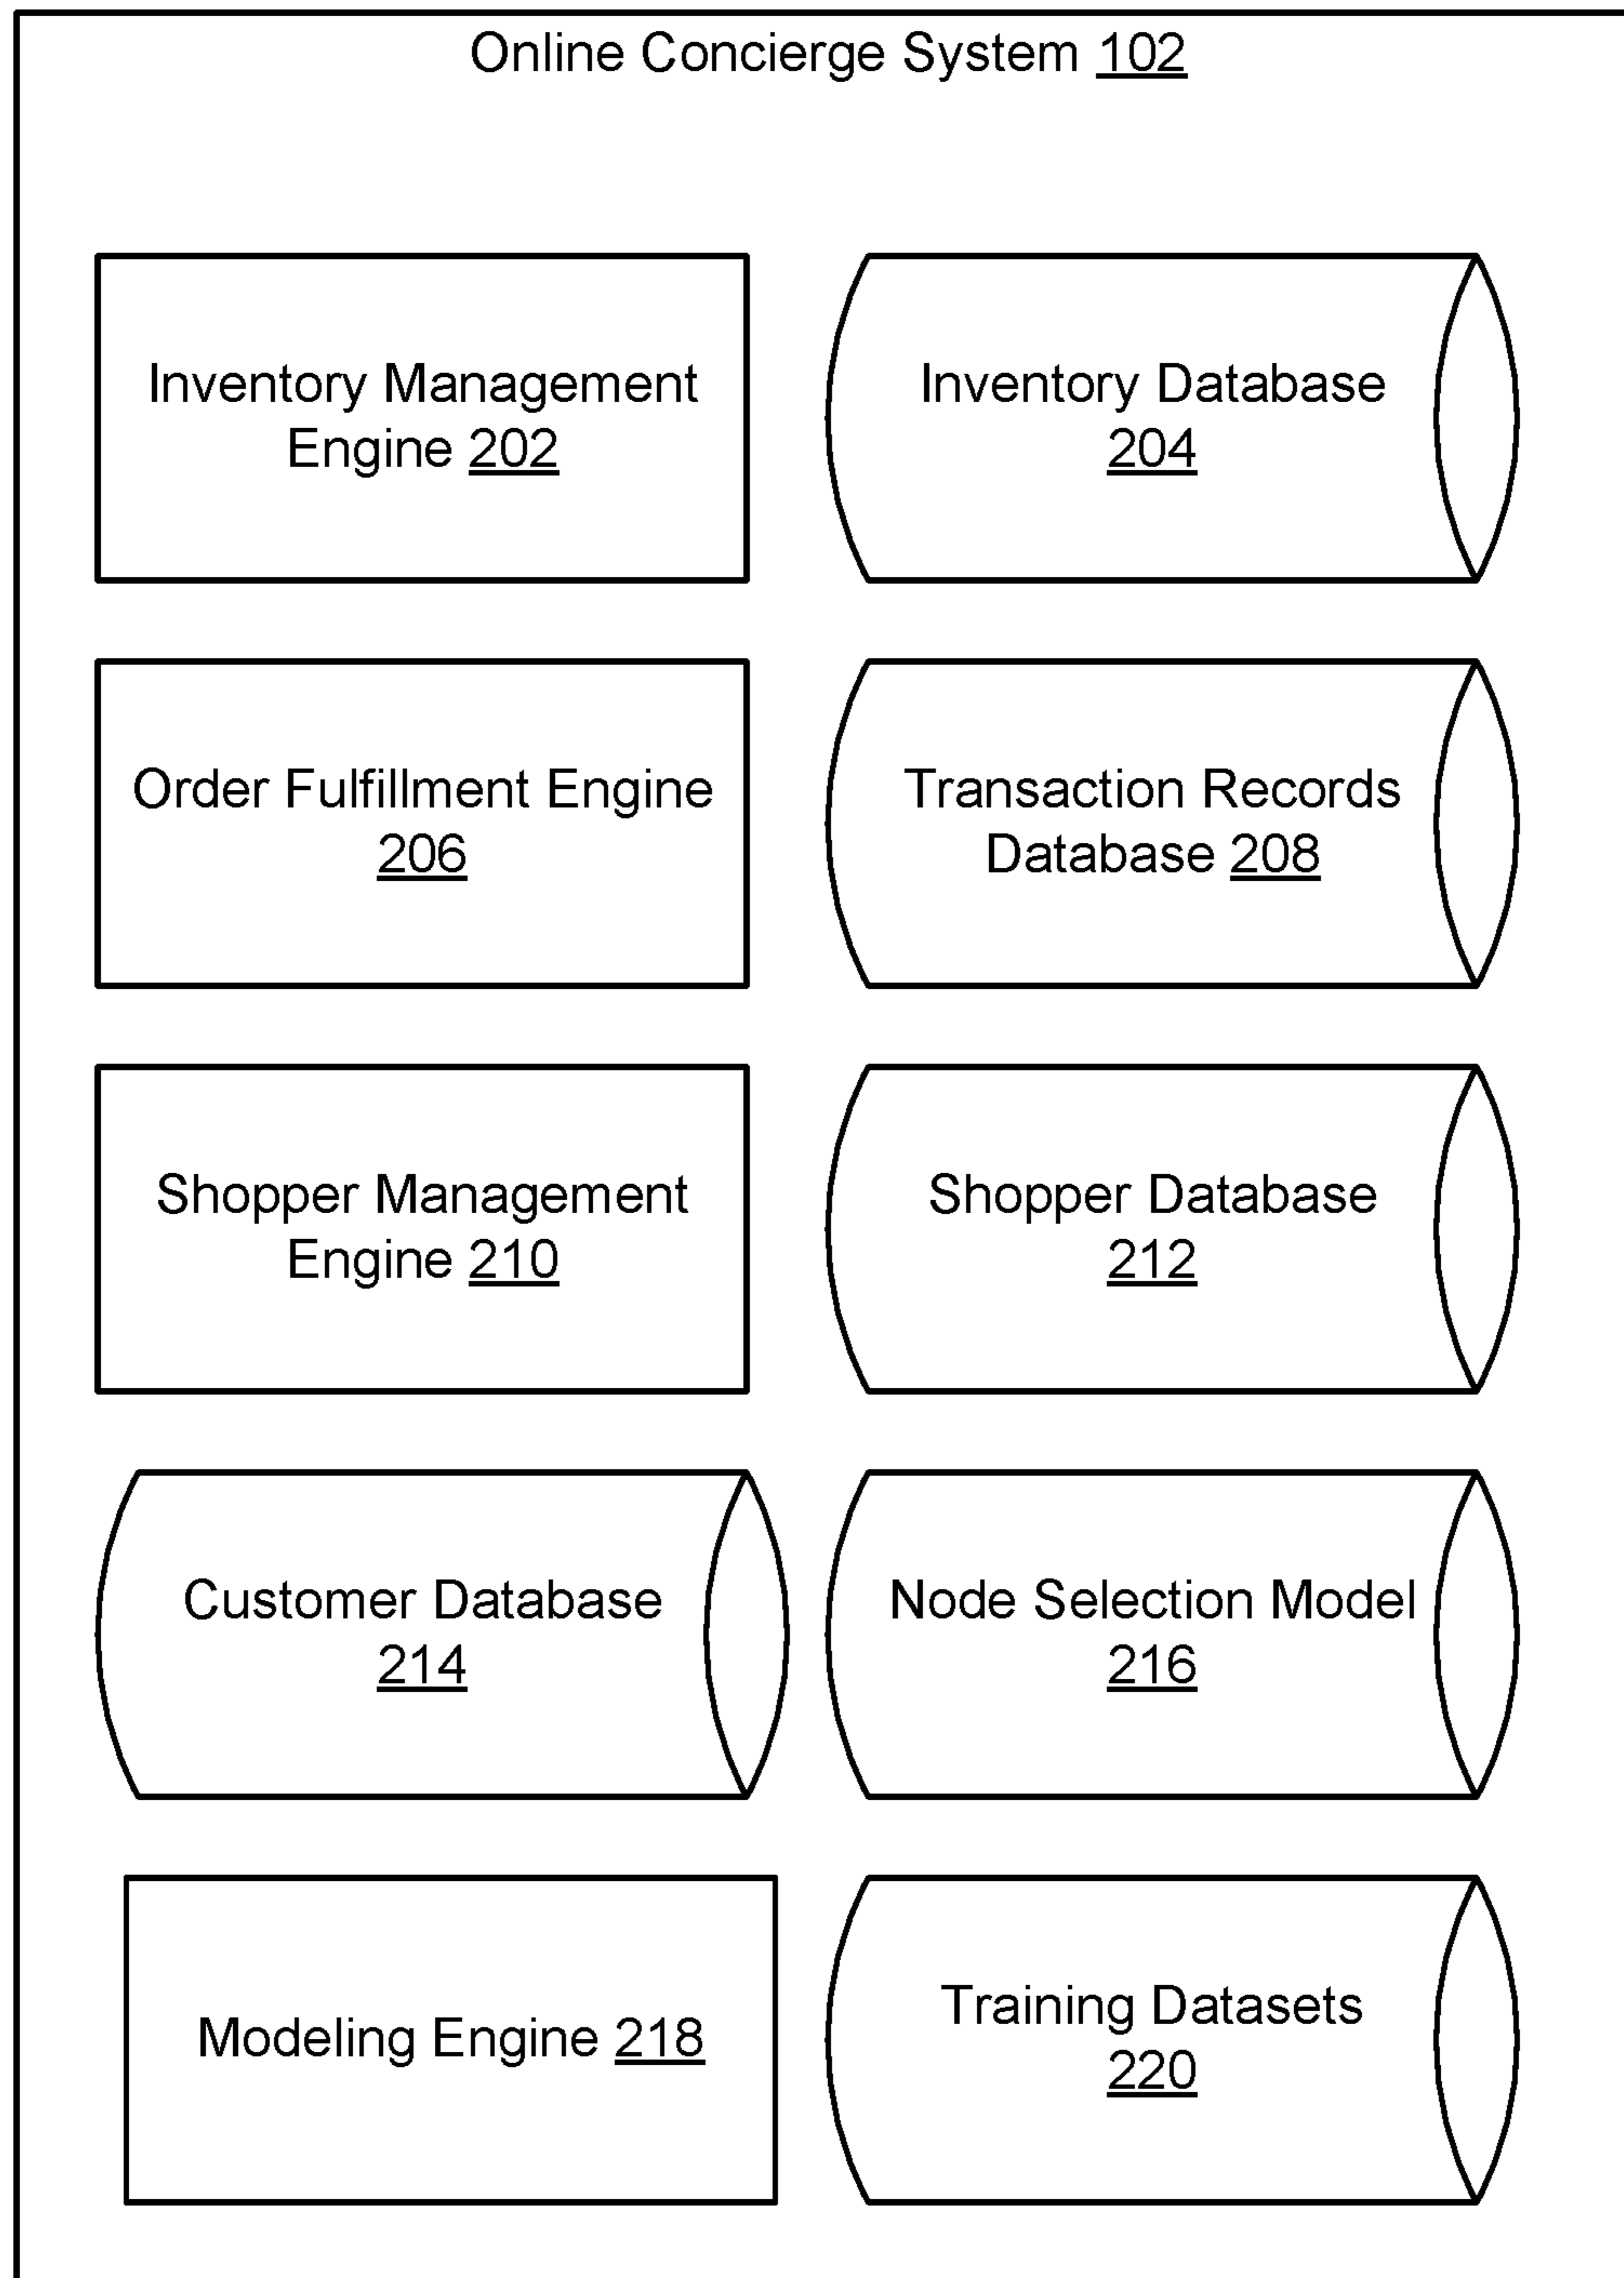 Online Concierge System 102
Inventory Management
Engine 202
Inventory Database
204
Order Fulfillment Engine
206
Transaction Records
Database 208
Shopper Management
Engine 210
Shopper Database
212
Customer Database
214
Node Selection Model
216
Modeling Engine 218
Training Datasets
220